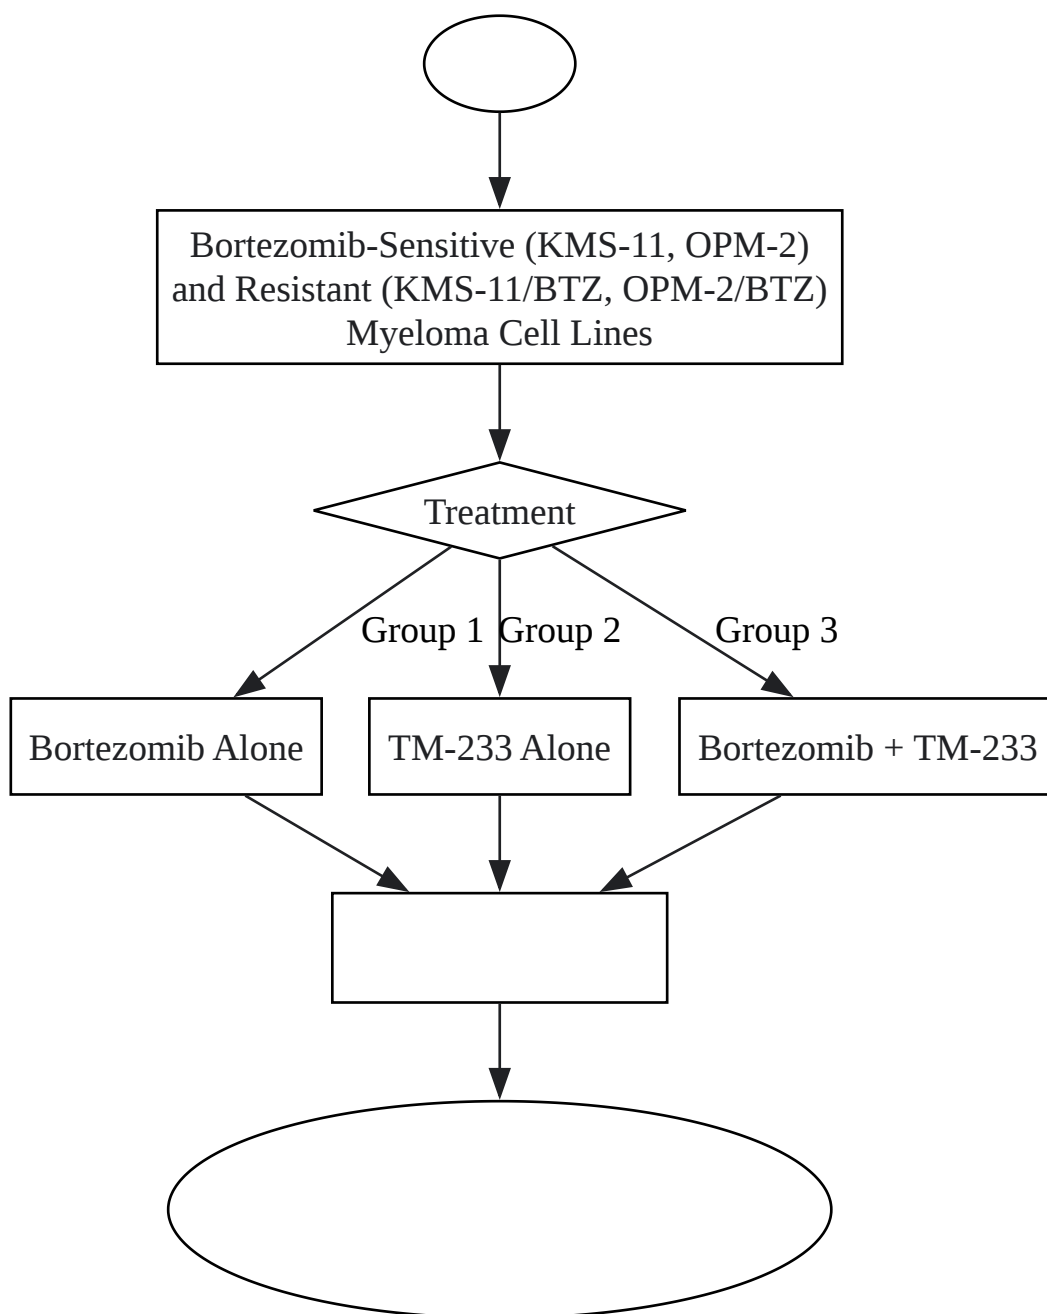 Bortezomib-Sensitive (KMS-11, OPM-2)
and Resistant (KMS-11/BTZ, OPM-2/BTZ)
Myeloma Cell Lines
Treatment
Group 1
Group 2
Group 3
Bortezomib Alone
TM-233 Alone
Bortezomib + TM-233